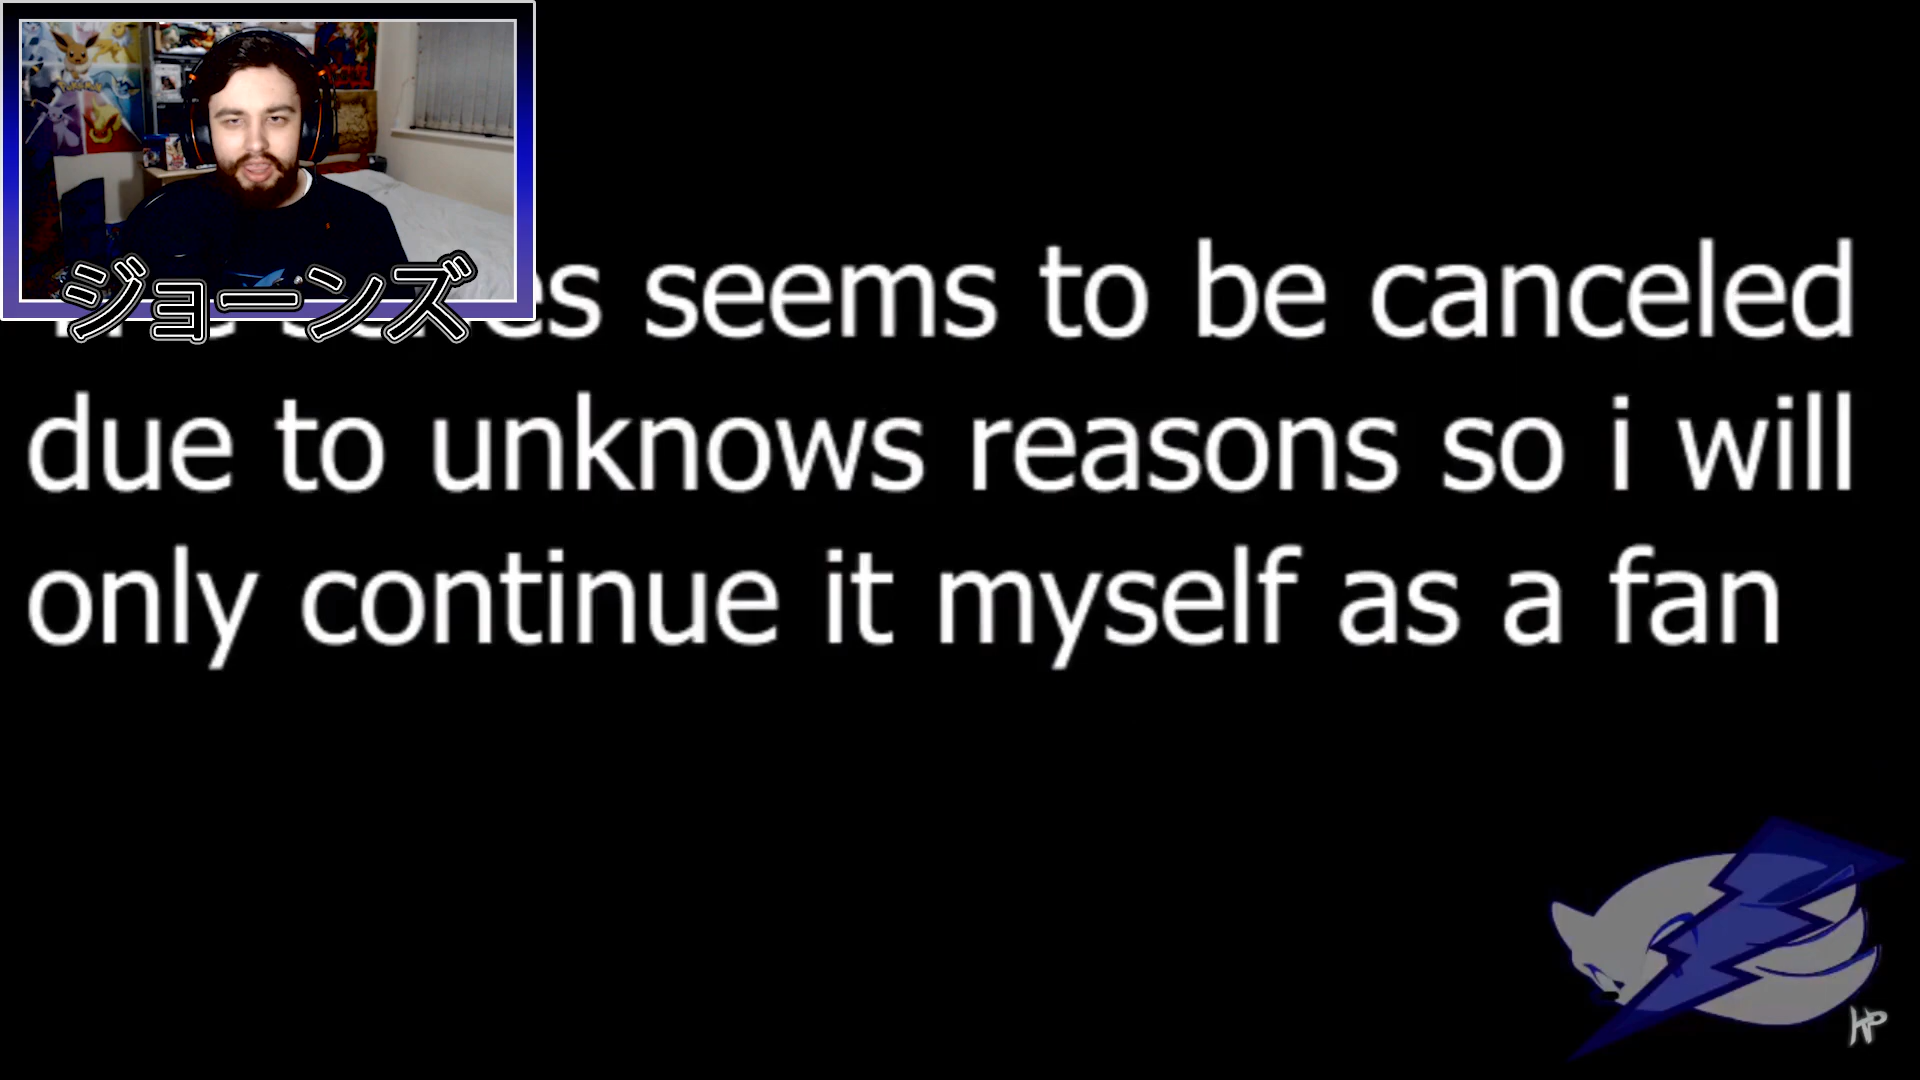 ジョーンズ
seems to be canceled
due to unknows reasons so i will
only continue it myself as a fan